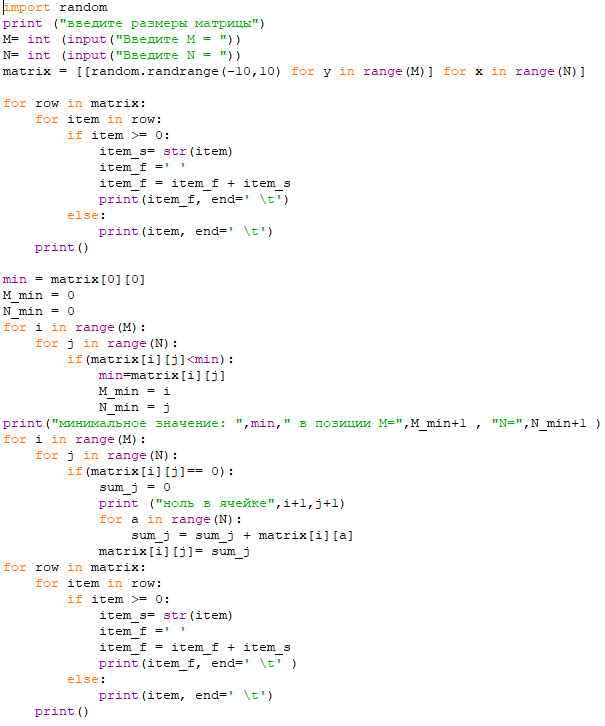 import random
print ("введите размеры матрицы")
M= int (input("Введите M = "))
N= int (input("Введите N = "))
matrix = [[random.randrange(-10,10) for y in range(M)] for x in range(N)]

for row in matrix:
    for item in row:
        if item >= 0:
            item_s= str(item)
            item_f =' '
            item_f = item_f + item_s
            print(item_f, end=' \t')
        else:
            print(item, end=' \t')
    print()

min = matrix[0][0]
M_min = 0
N_min = 0
for i in range(M):
    for j in range(N):
        if(matrix[i][j]<min):
            min=matrix[i][j]
            M_min = i
            N_min = j
print("минимальное значение: ",min," в позиции M=",M_min+1 , "N=",N_min+1 )
for i in range(M):
    for j in range(N):
        if(matrix[i][j]== 0):
            sum_j = 0
            print ("ноль в ячейке",i+1,j+1)
            for a in range(N):
                sum_j = sum_j + matrix[i][a]
            matrix[i][j]= sum_j
for row in matrix:
    for item in row:
        if item >= 0:
            item_s= str(item)
            item_f =' '
            item_f = item_f + item_s
            print(item_f, end=' \t' )
        else:
            print(item, end=' \t')
    print()